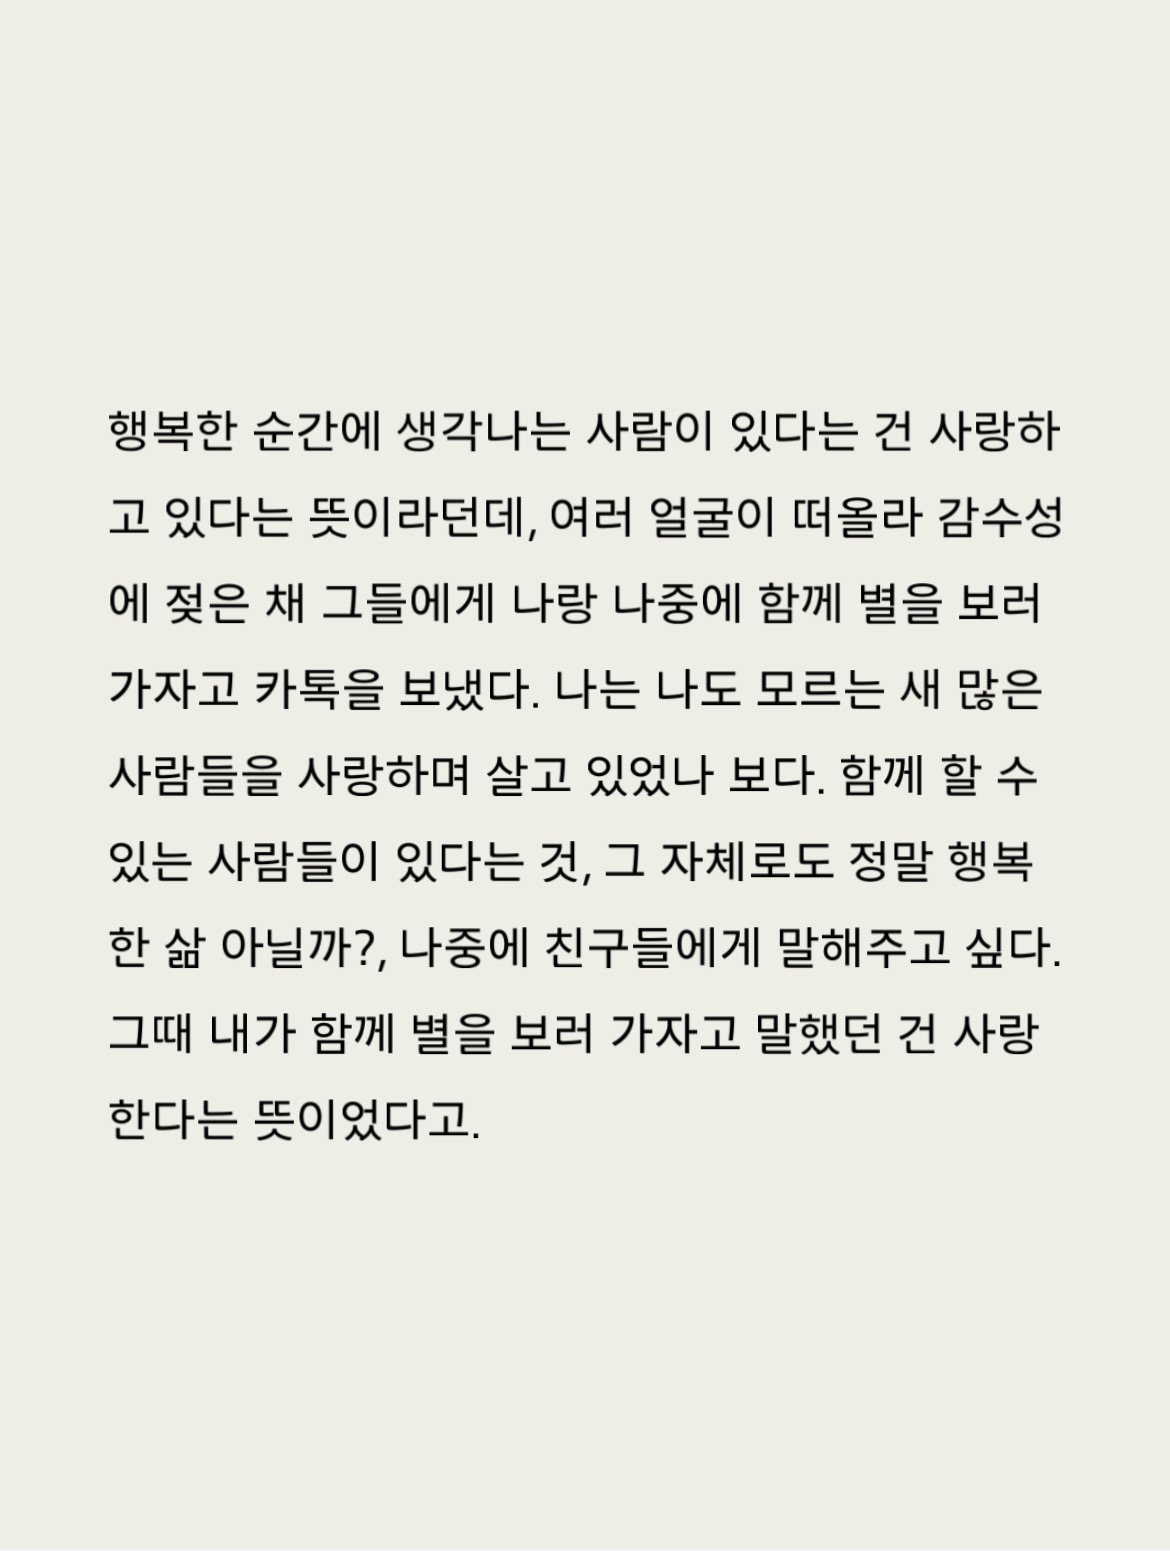 행복한 순간에 생각나는 사람이 있다는 건 사랑하
고 있다는 뜻이라던데, 여러 얼굴이 떠올라 감수성
에 젖은 채 그들에게 나랑 나중에 함께 별을 보러
가자고 카톡을 보냈다. 나는 나도 모르는 새 많은
사람들을 사랑하며 살고 있었나 보다. 함께 할 수
있는 사람들이 있다는 것, 그 자체로도 정말 행복
한 삶 아닐까?, 나중에 친구들에게 말해주고 싶다.
그때 내가 함께 별을 보러 가자고 말했던 건 사랑
한다는 뜻이었다고.